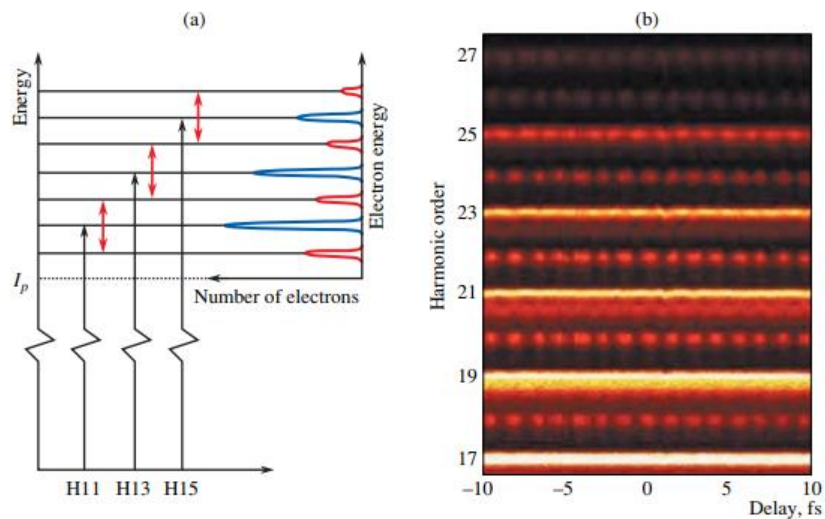 (a)
Energy
Electron energy
I_p
Number of electrons
H11 H13 H15
(b)
Harmonic order
27
25
23
21
19
17
–10 –5 0 5 10
Delay, fs